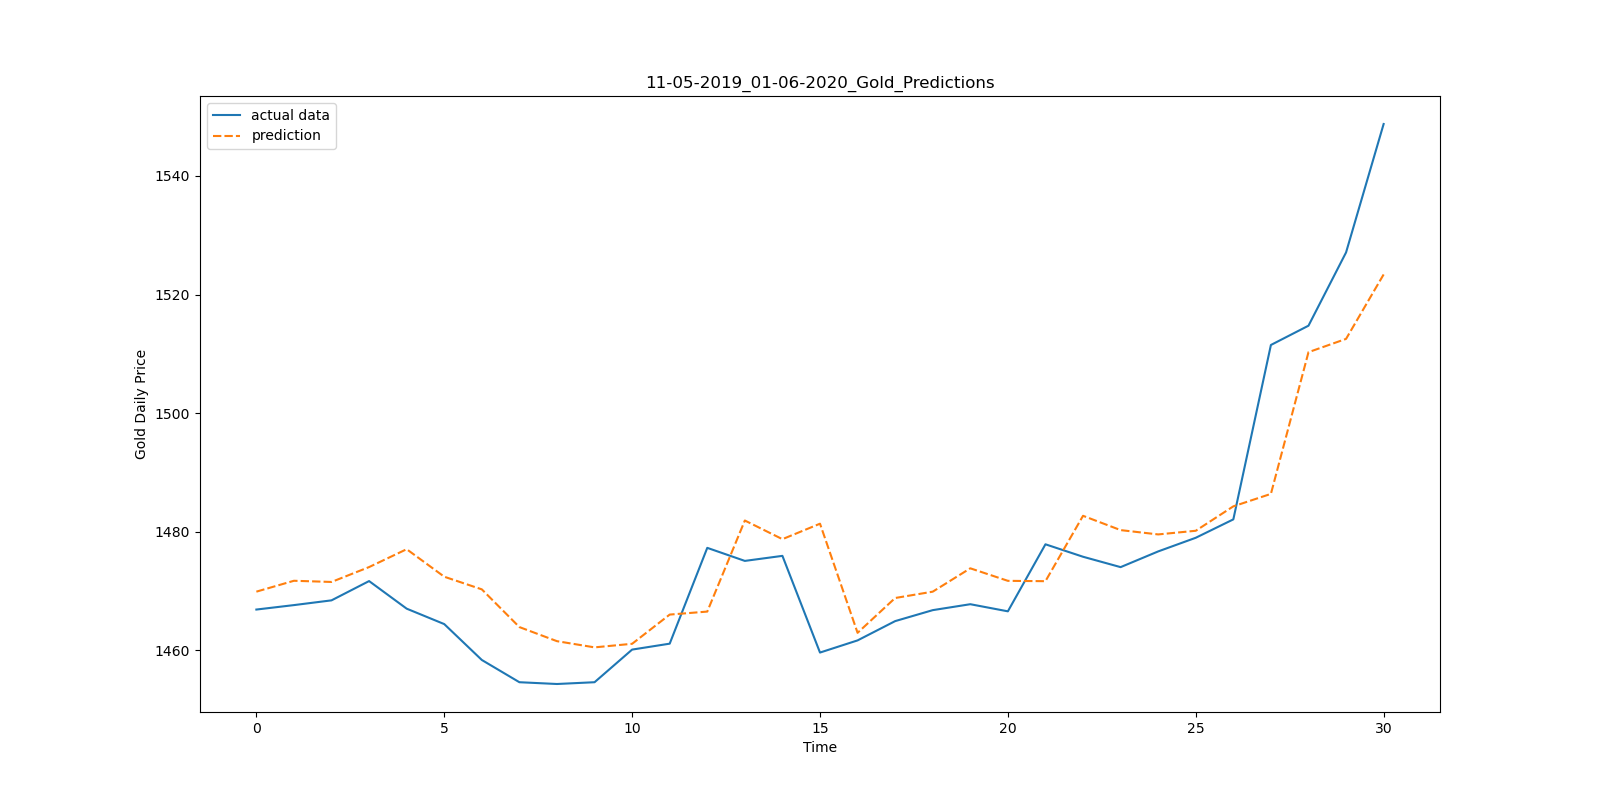 11-05-2019_01-06-2020_Gold_Predictions
actual data
prediction
1540
1520
1500
1480
1460
Gold Daily Price
0 5 10 15 20 25 30
Time